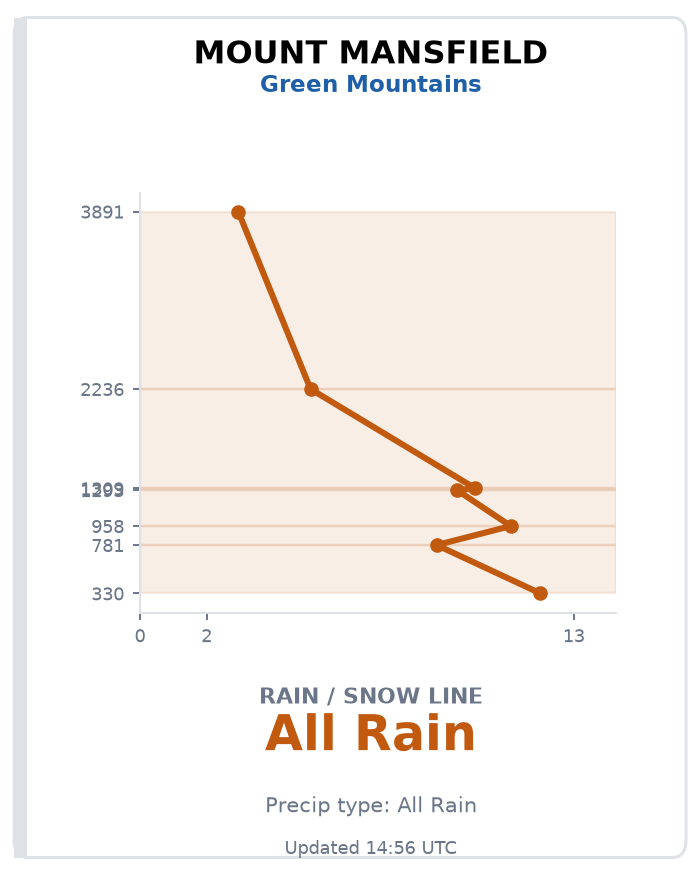 MOUNT MANSFIELD
Green Mountains
3891
2236
958
781
330
0 2 13
RAIN / SNOW LINE
All Rain
Precip type: All Rain
Updated 14:56 UTC